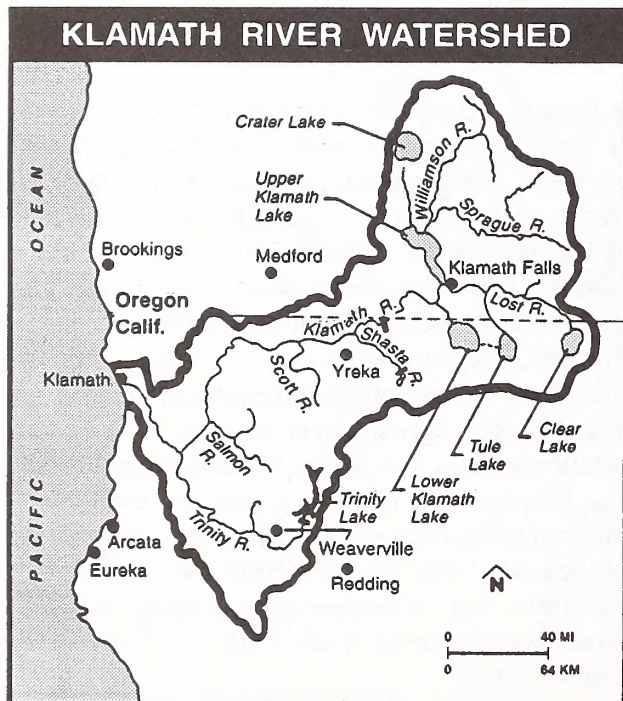 KLAMATH RIVER WATERSHED
Crater Lake
Williamson R.
Upper
Klamath
Lake
Sprague R.
OCEAN
Brookings
Medford
Klamath Falls
Oregon
Calif.
Klamath R.
Lost R.
Shasta R.
Klamath
Scott R.
Yreka
Salmon
R.
Clear
Lake
Tule
Lake
Lower
Klamath
Lake
Trinity
Lake
Trinity R.
PACIFIC
Arcata
Eureka
Weaverville
Redding
N
0 40 MI
0 64 KM